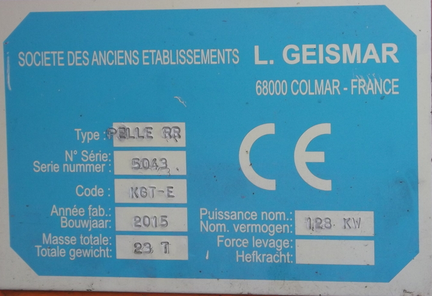 SOCIETE DES ANCIENS ETABLISSEMENTS L. GEISMAR
68000 COLMAR - FRANCE
CE
Type : PELLE RR
N° Série:
Serie nummer : 5043
Code : KGT-E
Année fab.:
Bouwjaar: 2015
Puissance nom.:
Nom. vermogen: 123 KW
Masse totale:
Totale gewicht: 23 T
Force levage:
Hefkracht: